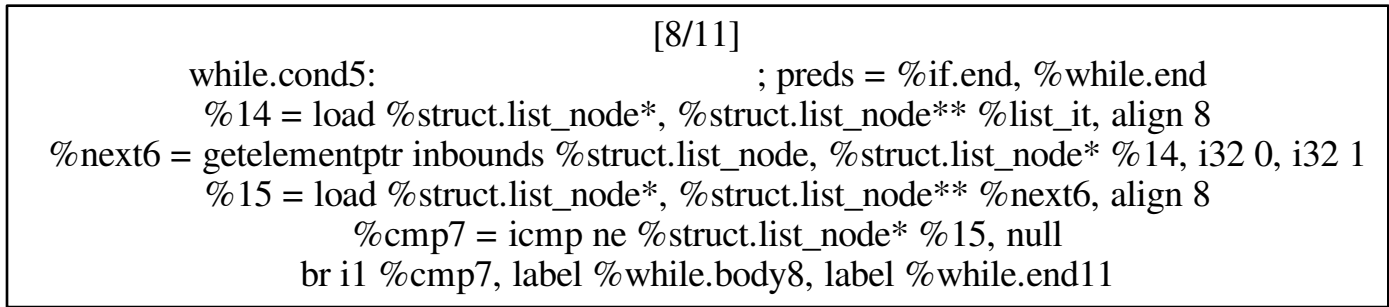 [8/11]
while.cond5: ; preds = %if.end, %while.end
%14 = load %struct.list_node*, %struct.list_node** %list_it, align 8
%next6 = getelementptr inbounds %struct.list_node, %struct.list_node* %14, i32 0, i32 1
%15 = load %struct.list_node*, %struct.list_node** %next6, align 8
%cmp7 = icmp ne %struct.list_node* %15, null
br i1 %cmp7, label %while.body8, label %while.end11